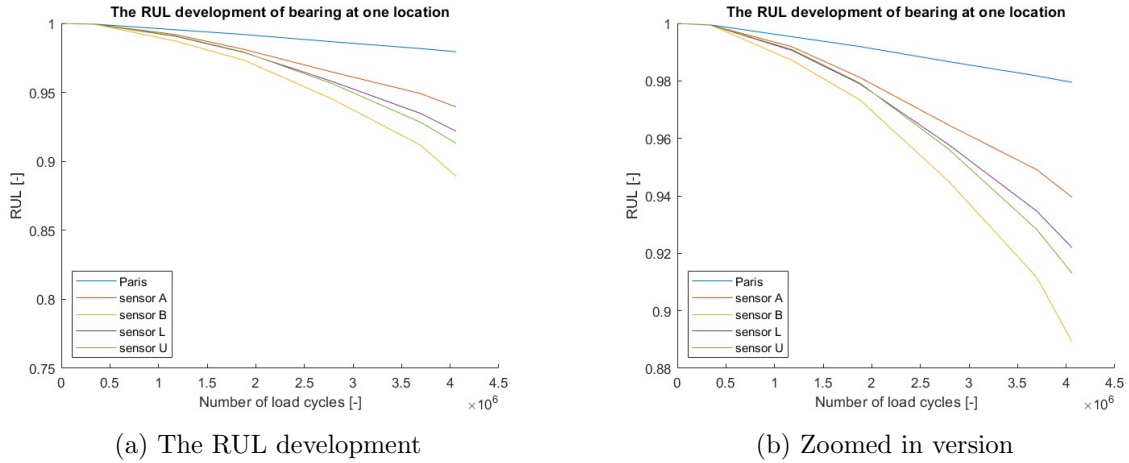 The RUL development of bearing at one location
1
0.95
0.9
0.85
0.8
0.75
RUL [-]
Paris
sensor A
sensor B
sensor L
sensor U
0 0.5 1 1.5 2 2.5 3 3.5 4 4.5
Number of load cycles [-]
×10^6
(a) The RUL development
The RUL development of bearing at one location
1
0.98
0.96
0.94
0.92
0.9
0.88
RUL [-]
Paris
sensor A
sensor B
sensor L
sensor U
0 0.5 1 1.5 2 2.5 3 3.5 4 4.5
Number of load cycles [-]
×10^6
(b) Zoomed in version